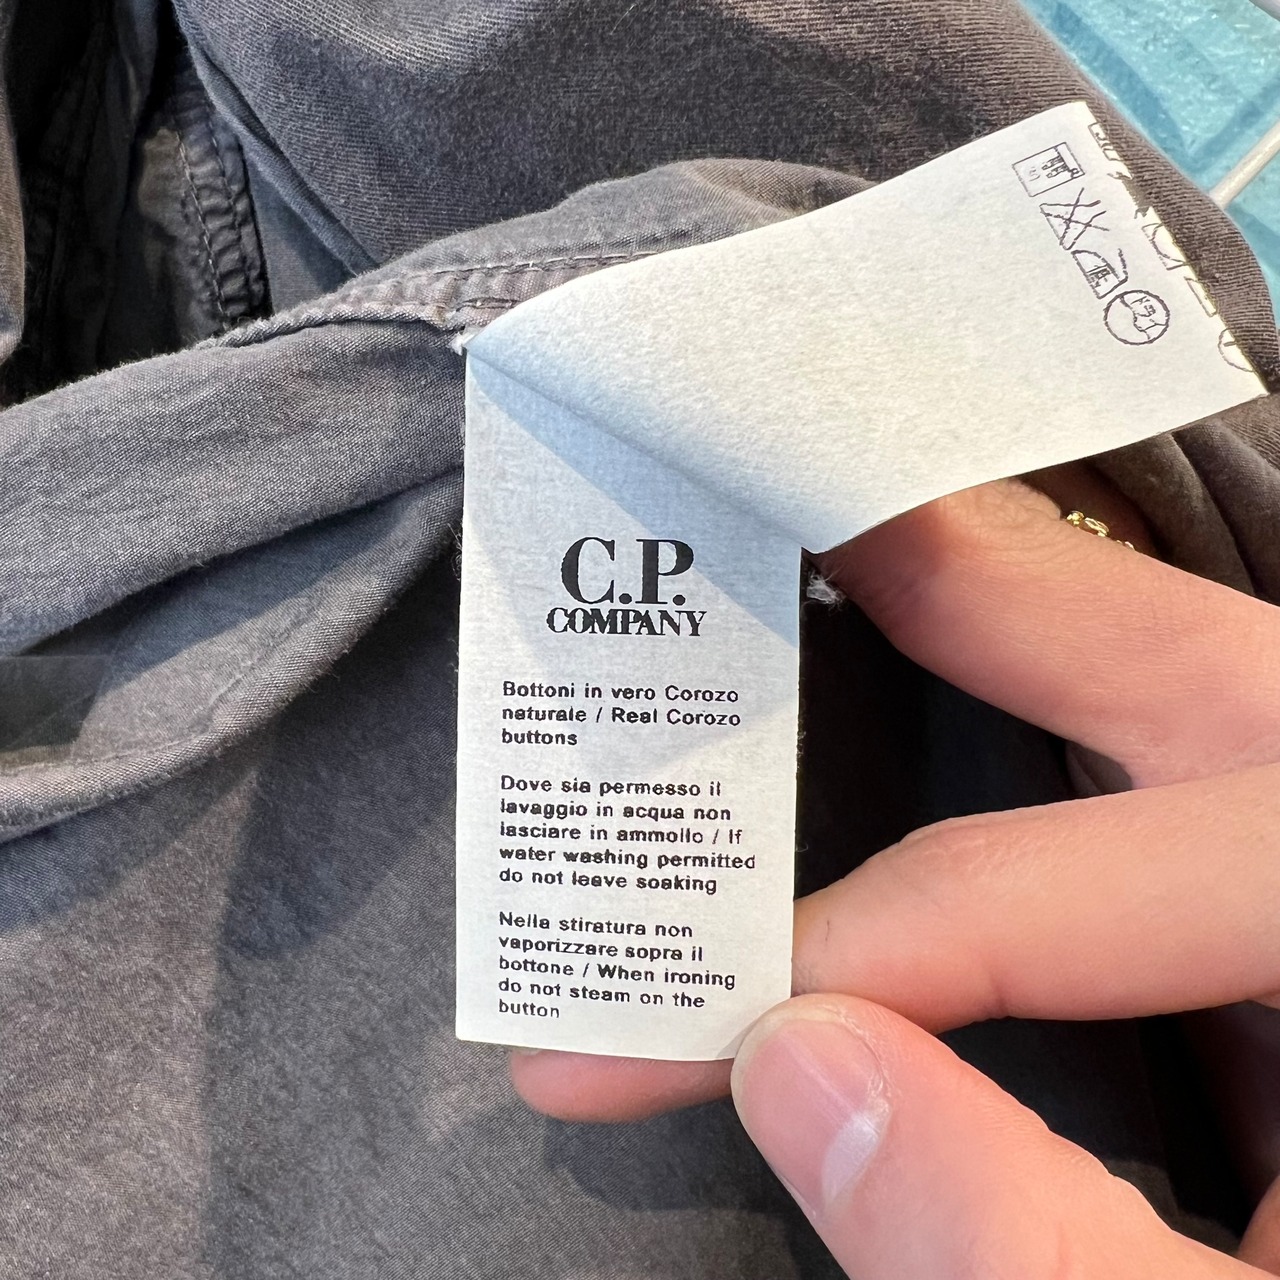 C.P.
COMPANY
Bottoni in vero Corozo
naturale / Real Corozo
buttons
Dove sia permesso il
lavaggio in acqua non
lasciare in ammollo / If
water washing permitted
do not leave soaking
Nella stiratura non
vaporizzare sopra il
bottone / When ironing
do not steam on the
button